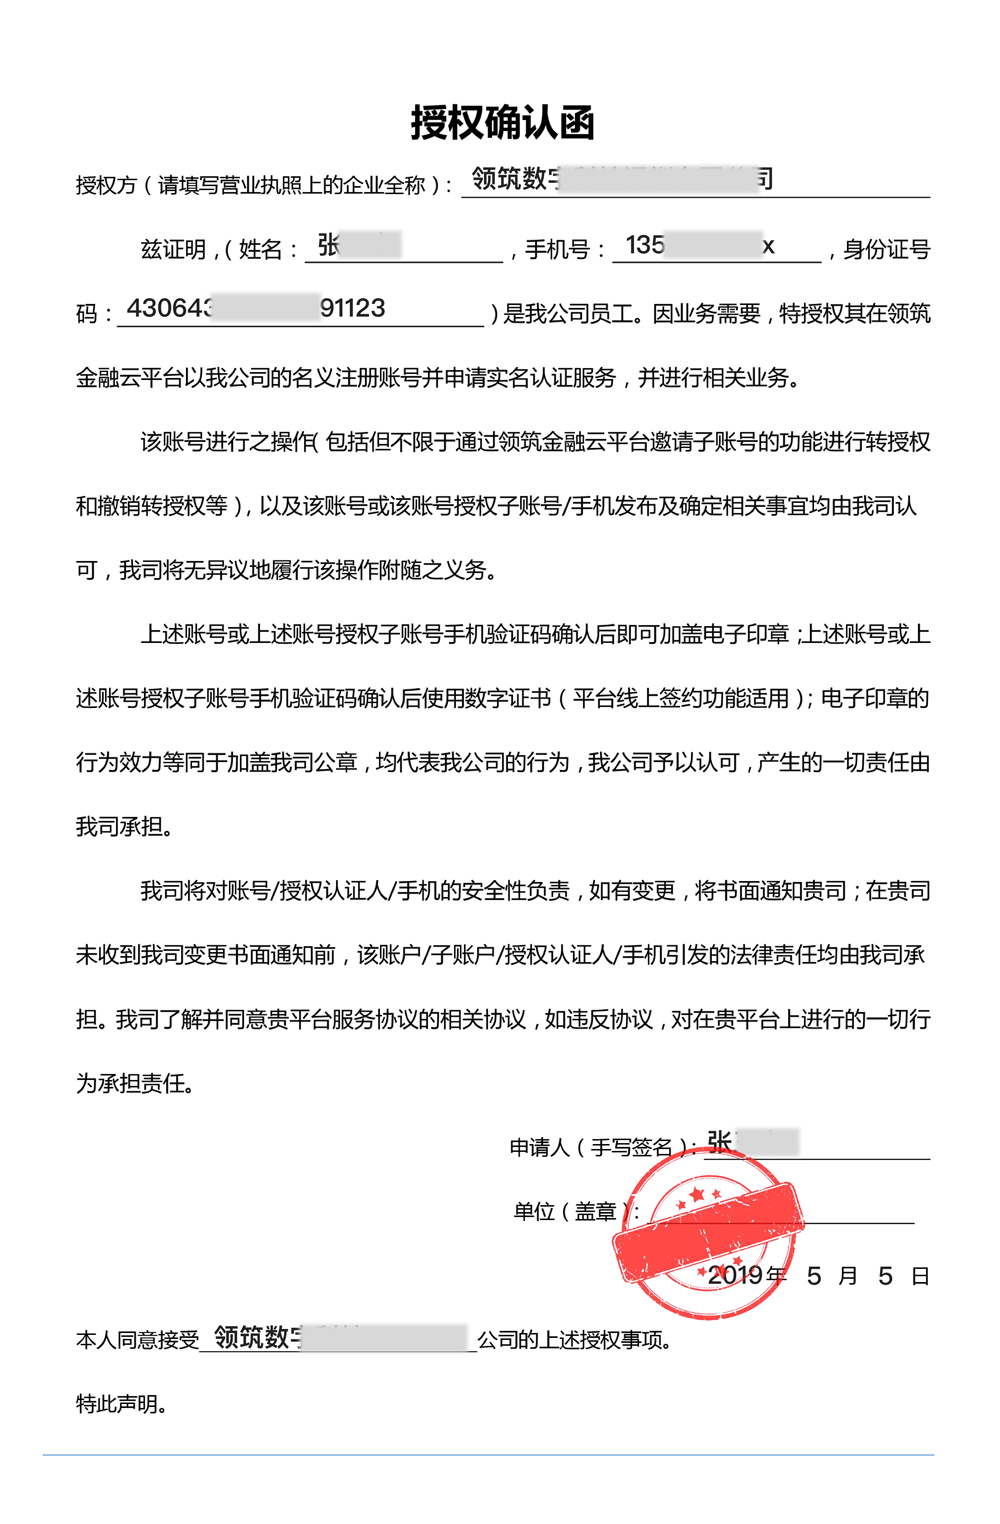 授权确认函
授权方（请填写营业执照上的企业全称）： 领筑数字 司
兹证明，（姓名：张 ，手机号： 135 x ，身份证号
码：430643 91123 ）是我公司员工。因业务需要，特授权其在领筑
金融云平台以我公司的名义注册账号并申请实名认证服务，并进行相关业务。
该账号进行之操作（包括但不限于通过领筑金融云平台邀请子账号的功能进行转授权
和撤销转授权等），以及该账号或该账号授权子账号/手机发布及确定相关事宜均由我司认
可，我司将无异议地履行该操作附随之义务。
上述账号或上述账号授权子账号手机验证码确认后即可加盖电子印章；上述账号或上
述账号授权子账号手机验证码确认后使用数字证书（平台线上签约功能适用）；电子印章的
行为效力等同于加盖我司公章，均代表我公司的行为，我公司予以认可，产生的一切责任由
我司承担。
我司将对账号/授权认证人/手机的安全性负责，如有变更，将书面通知贵司；在贵司
未收到我司变更书面通知前，该账户/子账户/授权认证人/手机引发的法律责任均由我司承
担。我司了解并同意贵平台服务协议的相关协议，如违反协议，对在贵平台上进行的一切行
为承担责任。
申请人（手写签名）：张
单位（盖章）：
2019年 5 月 5 日
本人同意接受 领筑数字 公司的上述授权事项。
特此声明。